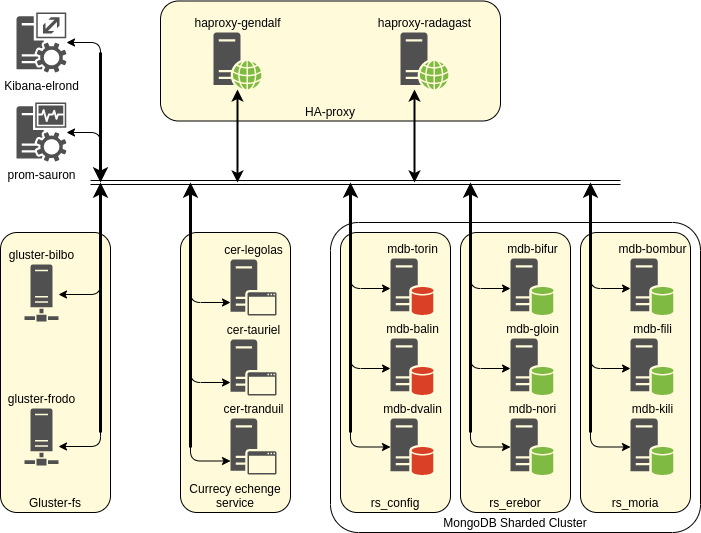 haproxy-gendalf
haproxy-radagast
HA-proxy
Kibana-elrond
prom-sauron
gluster-bilbo
gluster-frodo
Gluster-fs
cer-legolas
cer-tauriel
cer-tranduil
Currecy echenge
service
mdb-torin
mdb-balin
mdb-dvalin
rs_config
mdb-bifur
mdb-gloin
mdb-nori
rs_erebor
mdb-bombur
mdb-fili
mdb-kili
rs_moria
MongoDB Sharded Cluster